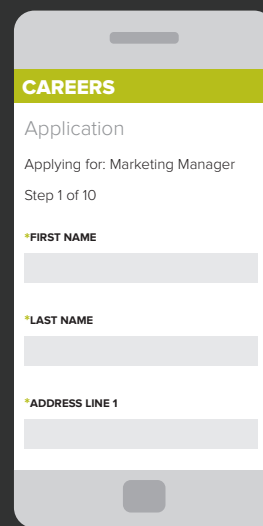 CAREERS
Application
Applying for: Marketing Manager
Step 1 of 10
*FIRST NAME
*LAST NAME
*ADDRESS LINE 1